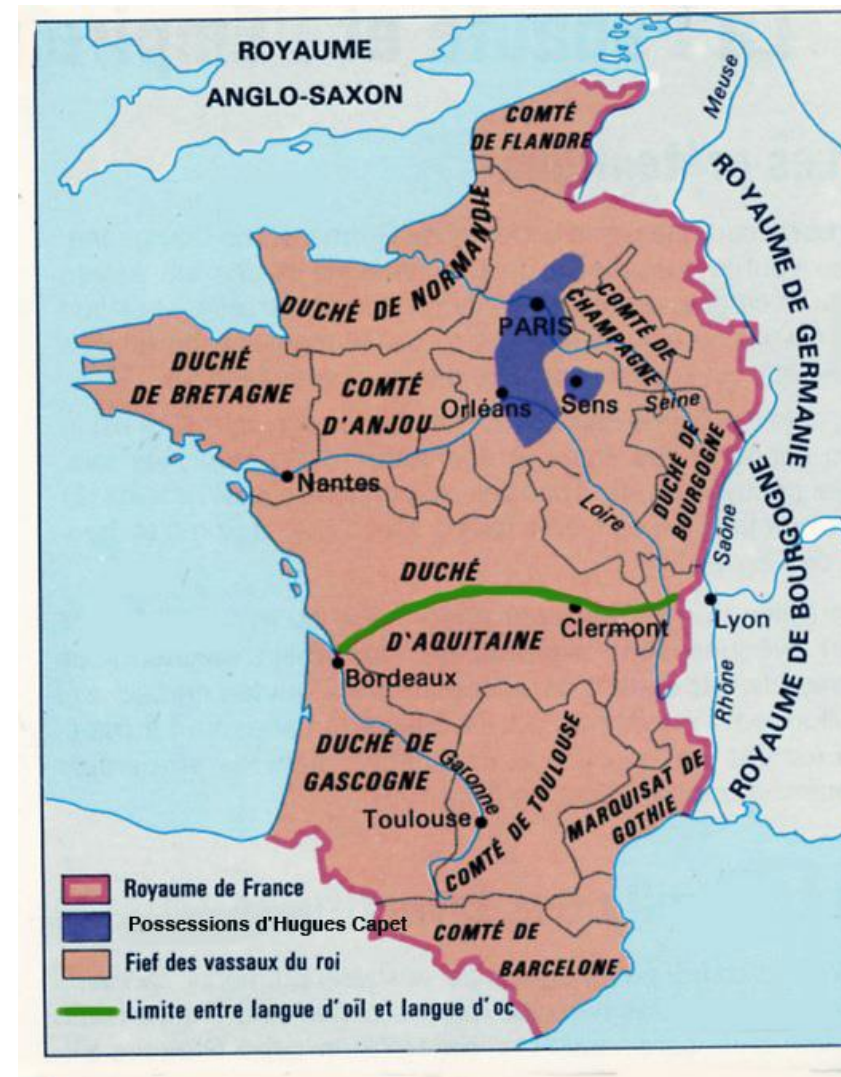 ROYAUME
ANGLO-SAXON
COMTÉ
DE FLANDRE
Meuse
ROYAUME DE GERMANIE
DUCHÉ DE NORMANDIE
PARIS
COMTÉ DE
CHAMPAGNE
DUCHÉ
DE BRETAGNE
COMTÉ
D'ANJOU
Orléans
Sens
Seine
Nantes
Loire
DUCHÉ DE
BOURGOGNE
Saône
ROYAUME DE BOURGOGNE
DUCHÉ
D'AQUITAINE
Clermont
Lyon
Bordeaux
Rhône
DUCHÉ DE
GASCOGNE
Garonne
Toulouse
COMTÉ DE TOULOUSE
MARQUISAT DE
GOTHIE
COMTÉ DE
BARCELONE
Royaume de France
Possessions d'Hugues Capet
Fief des vassaux du roi
Limite entre langue d'oïl et langue d'oc